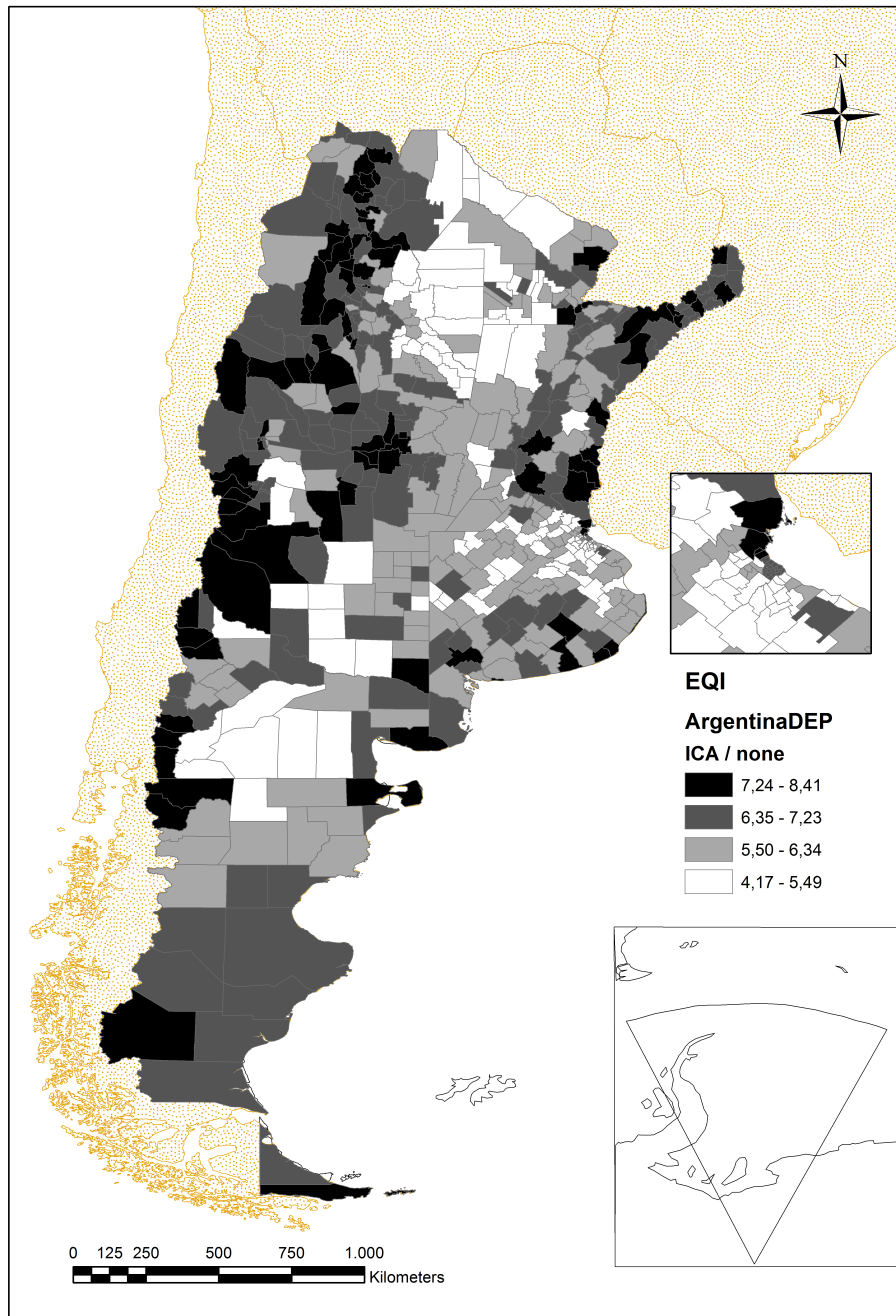 N
EQI
ArgentinaDEP
ICA / none
7,24 - 8,41
6,35 - 7,23
5,50 - 6,34
4,17 - 5,49
0 125 250 500 750 1.000
Kilometers